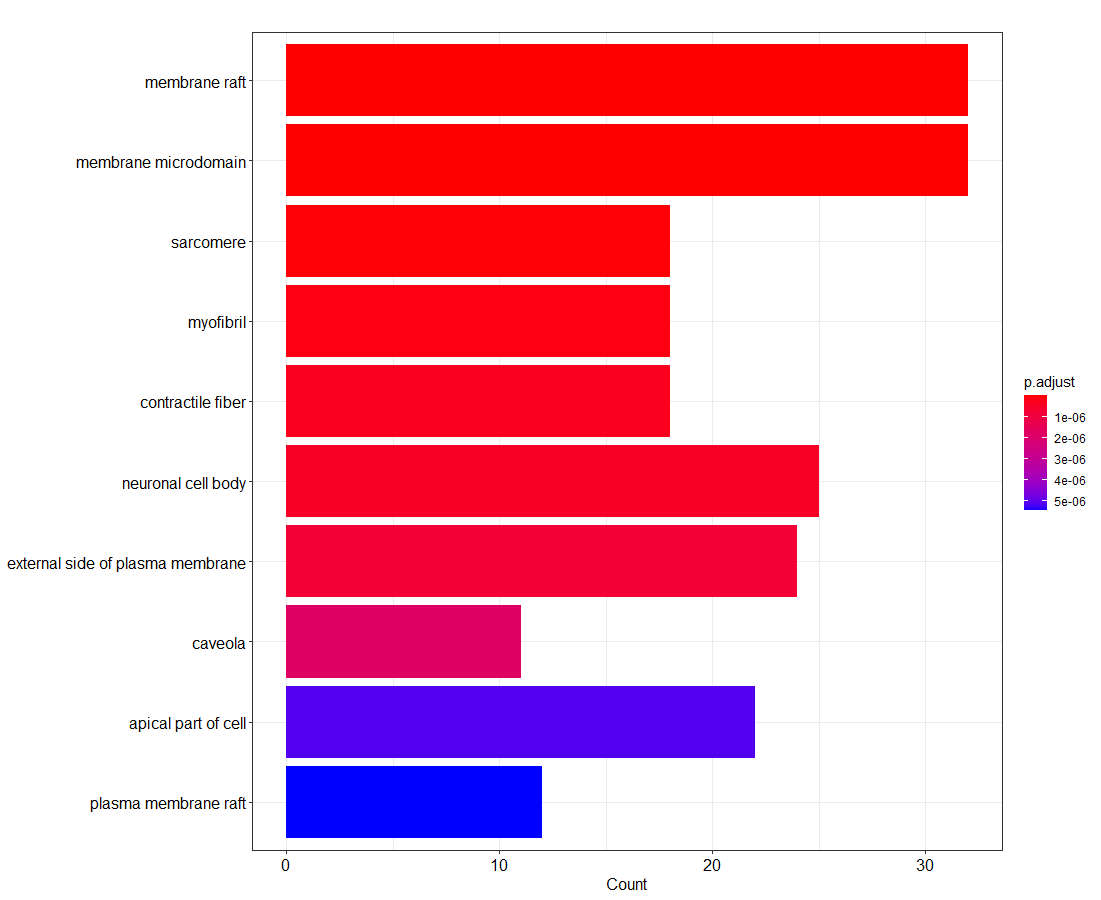 membrane raft
membrane microdomain
sarcomere
myofibril
contractile fiber
neuronal cell body
external side of plasma membrane
caveola
apical part of cell
plasma membrane raft
0 10 20 30
Count
p.adjust
1e-06
2e-06
3e-06
4e-06
5e-06